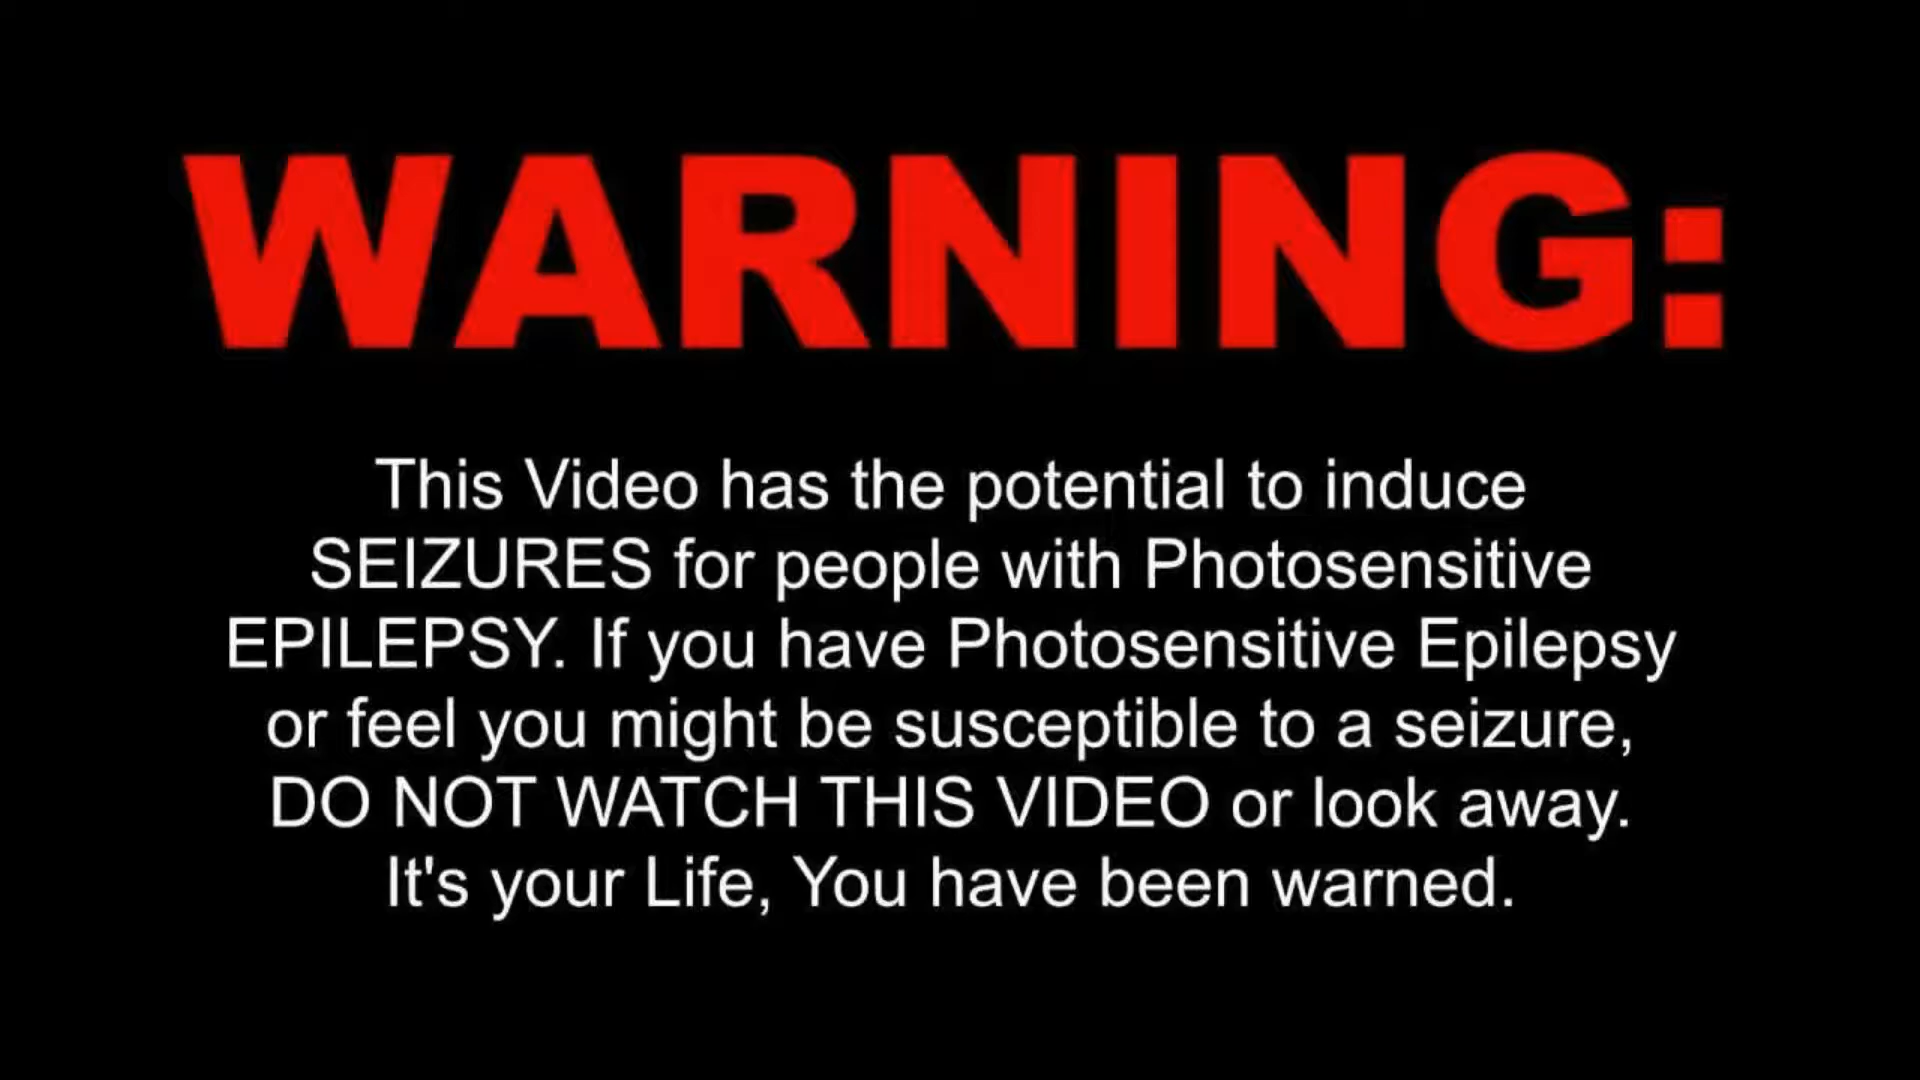 WARNING:
This Video has the potential to induce
SEIZURES for people with Photosensitive
EPILEPSY. If you have Photosensitive Epilepsy
or feel you might be susceptible to a seizure,
DO NOT WATCH THIS VIDEO or look away.
It's your Life, You have been warned.